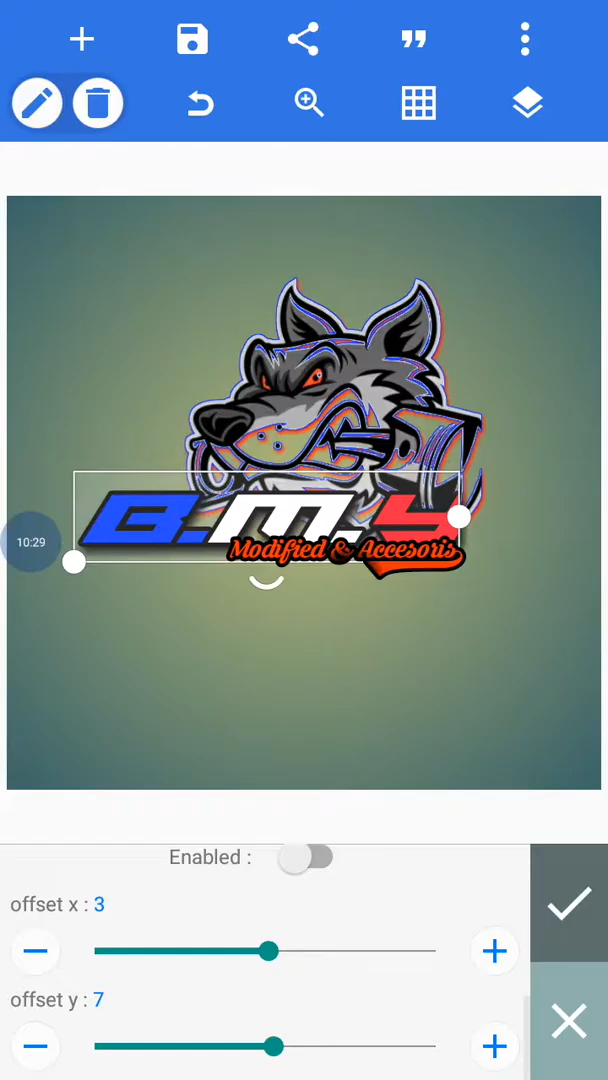 B.M.Y
Modified & Accesoris
10:29
Enabled :
offset x : 3
offset y : 7